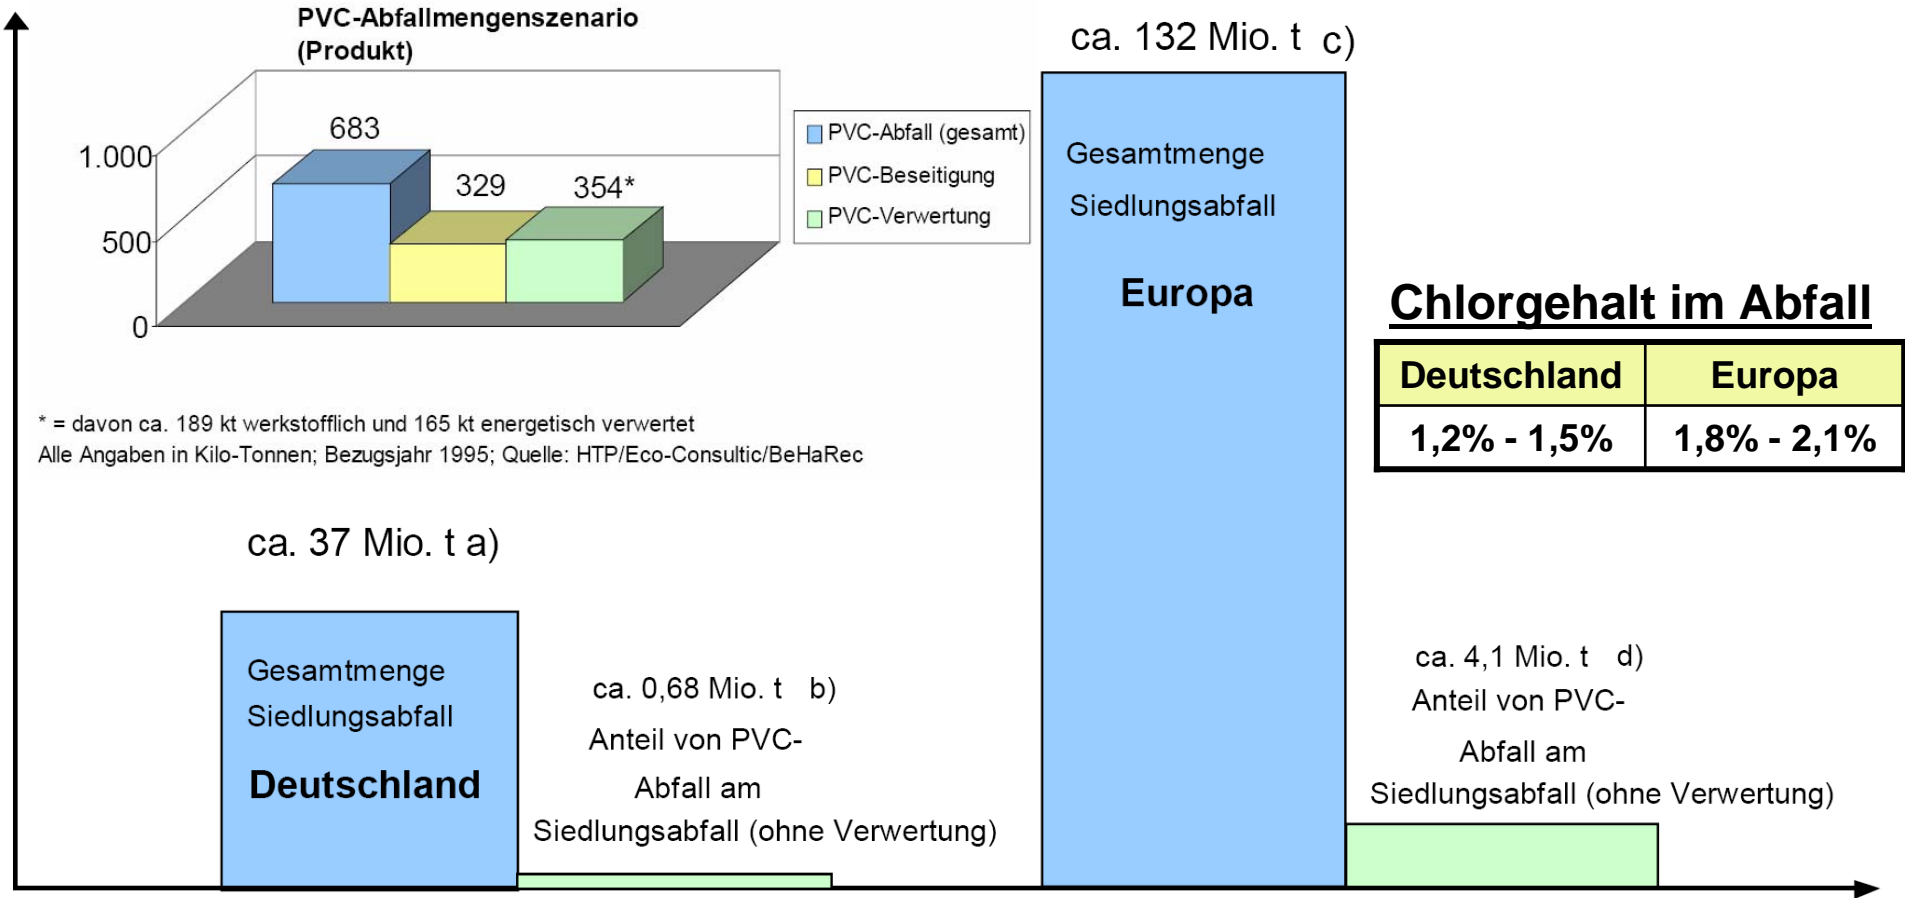 PVC-Abfallmengenszenario
(Produkt)
683
329
354*
1.000
500
0
PVC-Abfall (gesamt)
PVC-Beseitigung
PVC-Verwertung
* = davon ca. 189 kt werkstofflich und 165 kt energetisch verwertet
Alle Angaben in Kilo-Tonnen; Bezugsjahr 1995; Quelle: HTP/Eco-Consultic/BeHaRec
ca. 37 Mio. t a)
Gesamtmenge
Siedlungsabfall
Deutschland
ca. 0,68 Mio. t b)
Anteil von PVC-
Abfall am
Siedlungsabfall (ohne Verwertung)
ca. 132 Mio. t c)
Gesamtmenge
Siedlungsabfall
Europa
Chlorgehalt im Abfall
Deutschland Europa
1,2% - 1,5% 1,8% - 2,1%
ca. 4,1 Mio. t d)
Anteil von PVC-
Abfall am
Siedlungsabfall (ohne Verwertung)